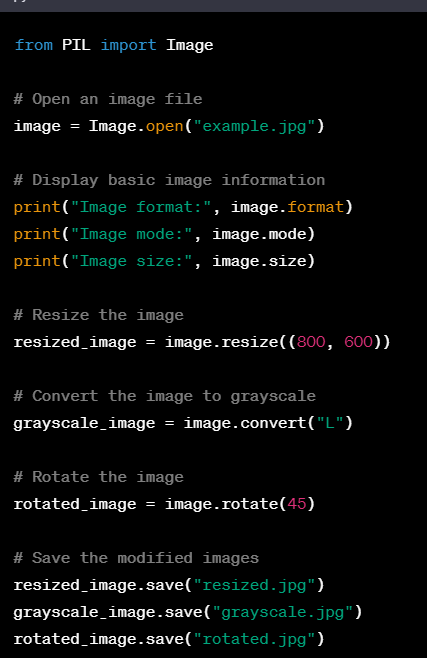 from PIL import Image
# Open an image file
image = Image.open("example.jpg")
# Display basic image information
print("Image format:", image.format)
print("Image mode:", image.mode)
print("Image size:", image.size)
# Resize the image
resized_image = image.resize((800, 600))
# Convert the image to grayscale
grayscale_image = image.convert("L")
# Rotate the image
rotated_image = image.rotate(45)
# Save the modified images
resized_image.save("resized.jpg")
grayscale_image.save("grayscale.jpg")
rotated_image.save("rotated.jpg")